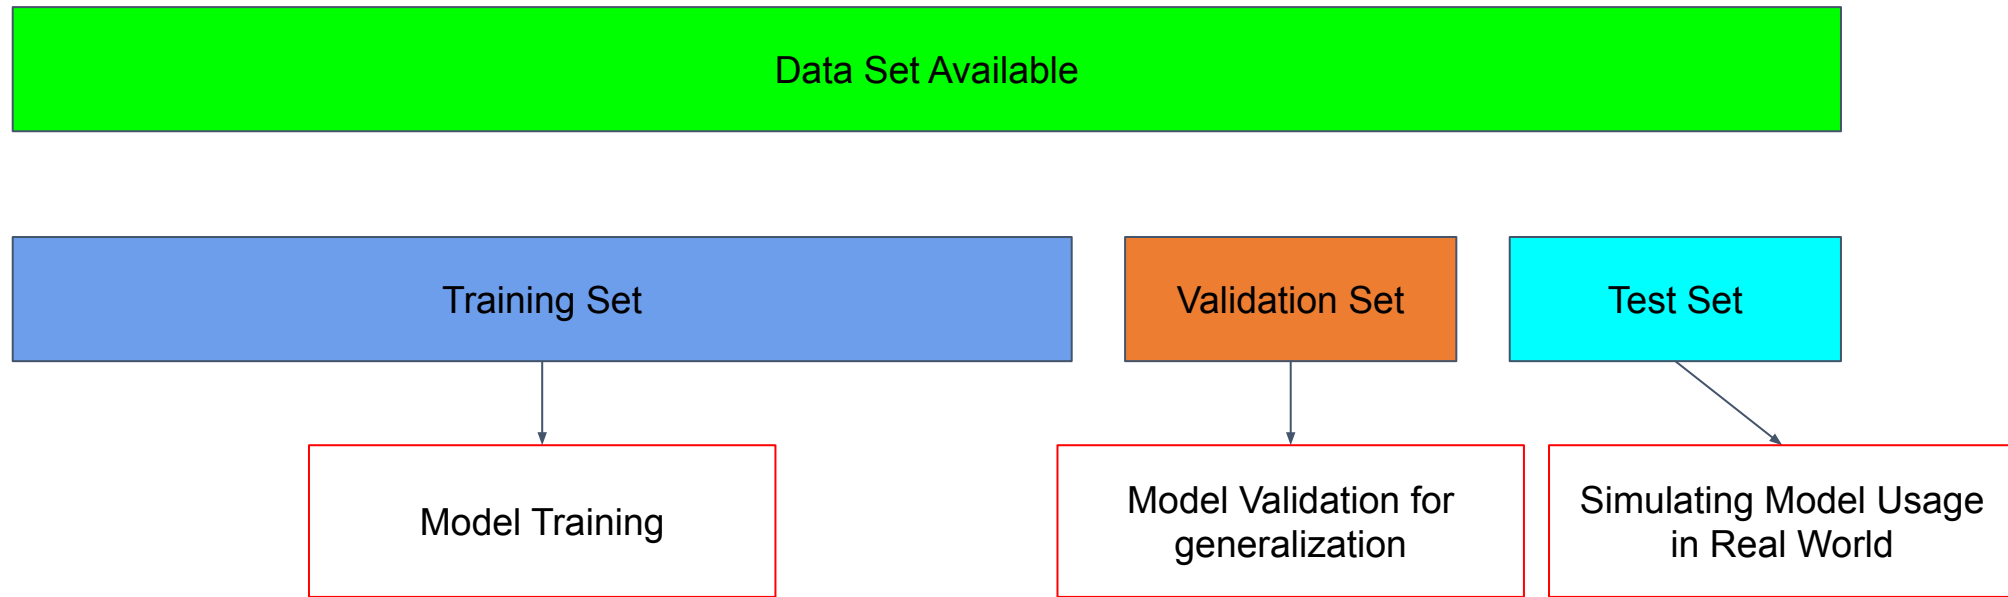 Data Set Available
Training Set
Validation Set
Test Set
Model Training
Model Validation for
generalization
Simulating Model Usage
in Real World